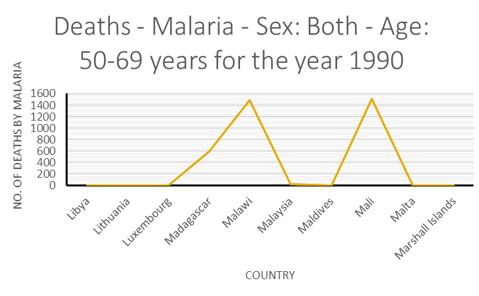 Deaths - Malaria - Sex: Both - Age:
50-69 years for the year 1990
NO. OF DEATHS BY MALARIA
1600
1400
1200
1000
800
600
400
200
0
Libya
Lithuania
Luxembourg
Madagascar
Malawi
Malaysia
Maldives
Mali
Malta
Marshall Islands
COUNTRY